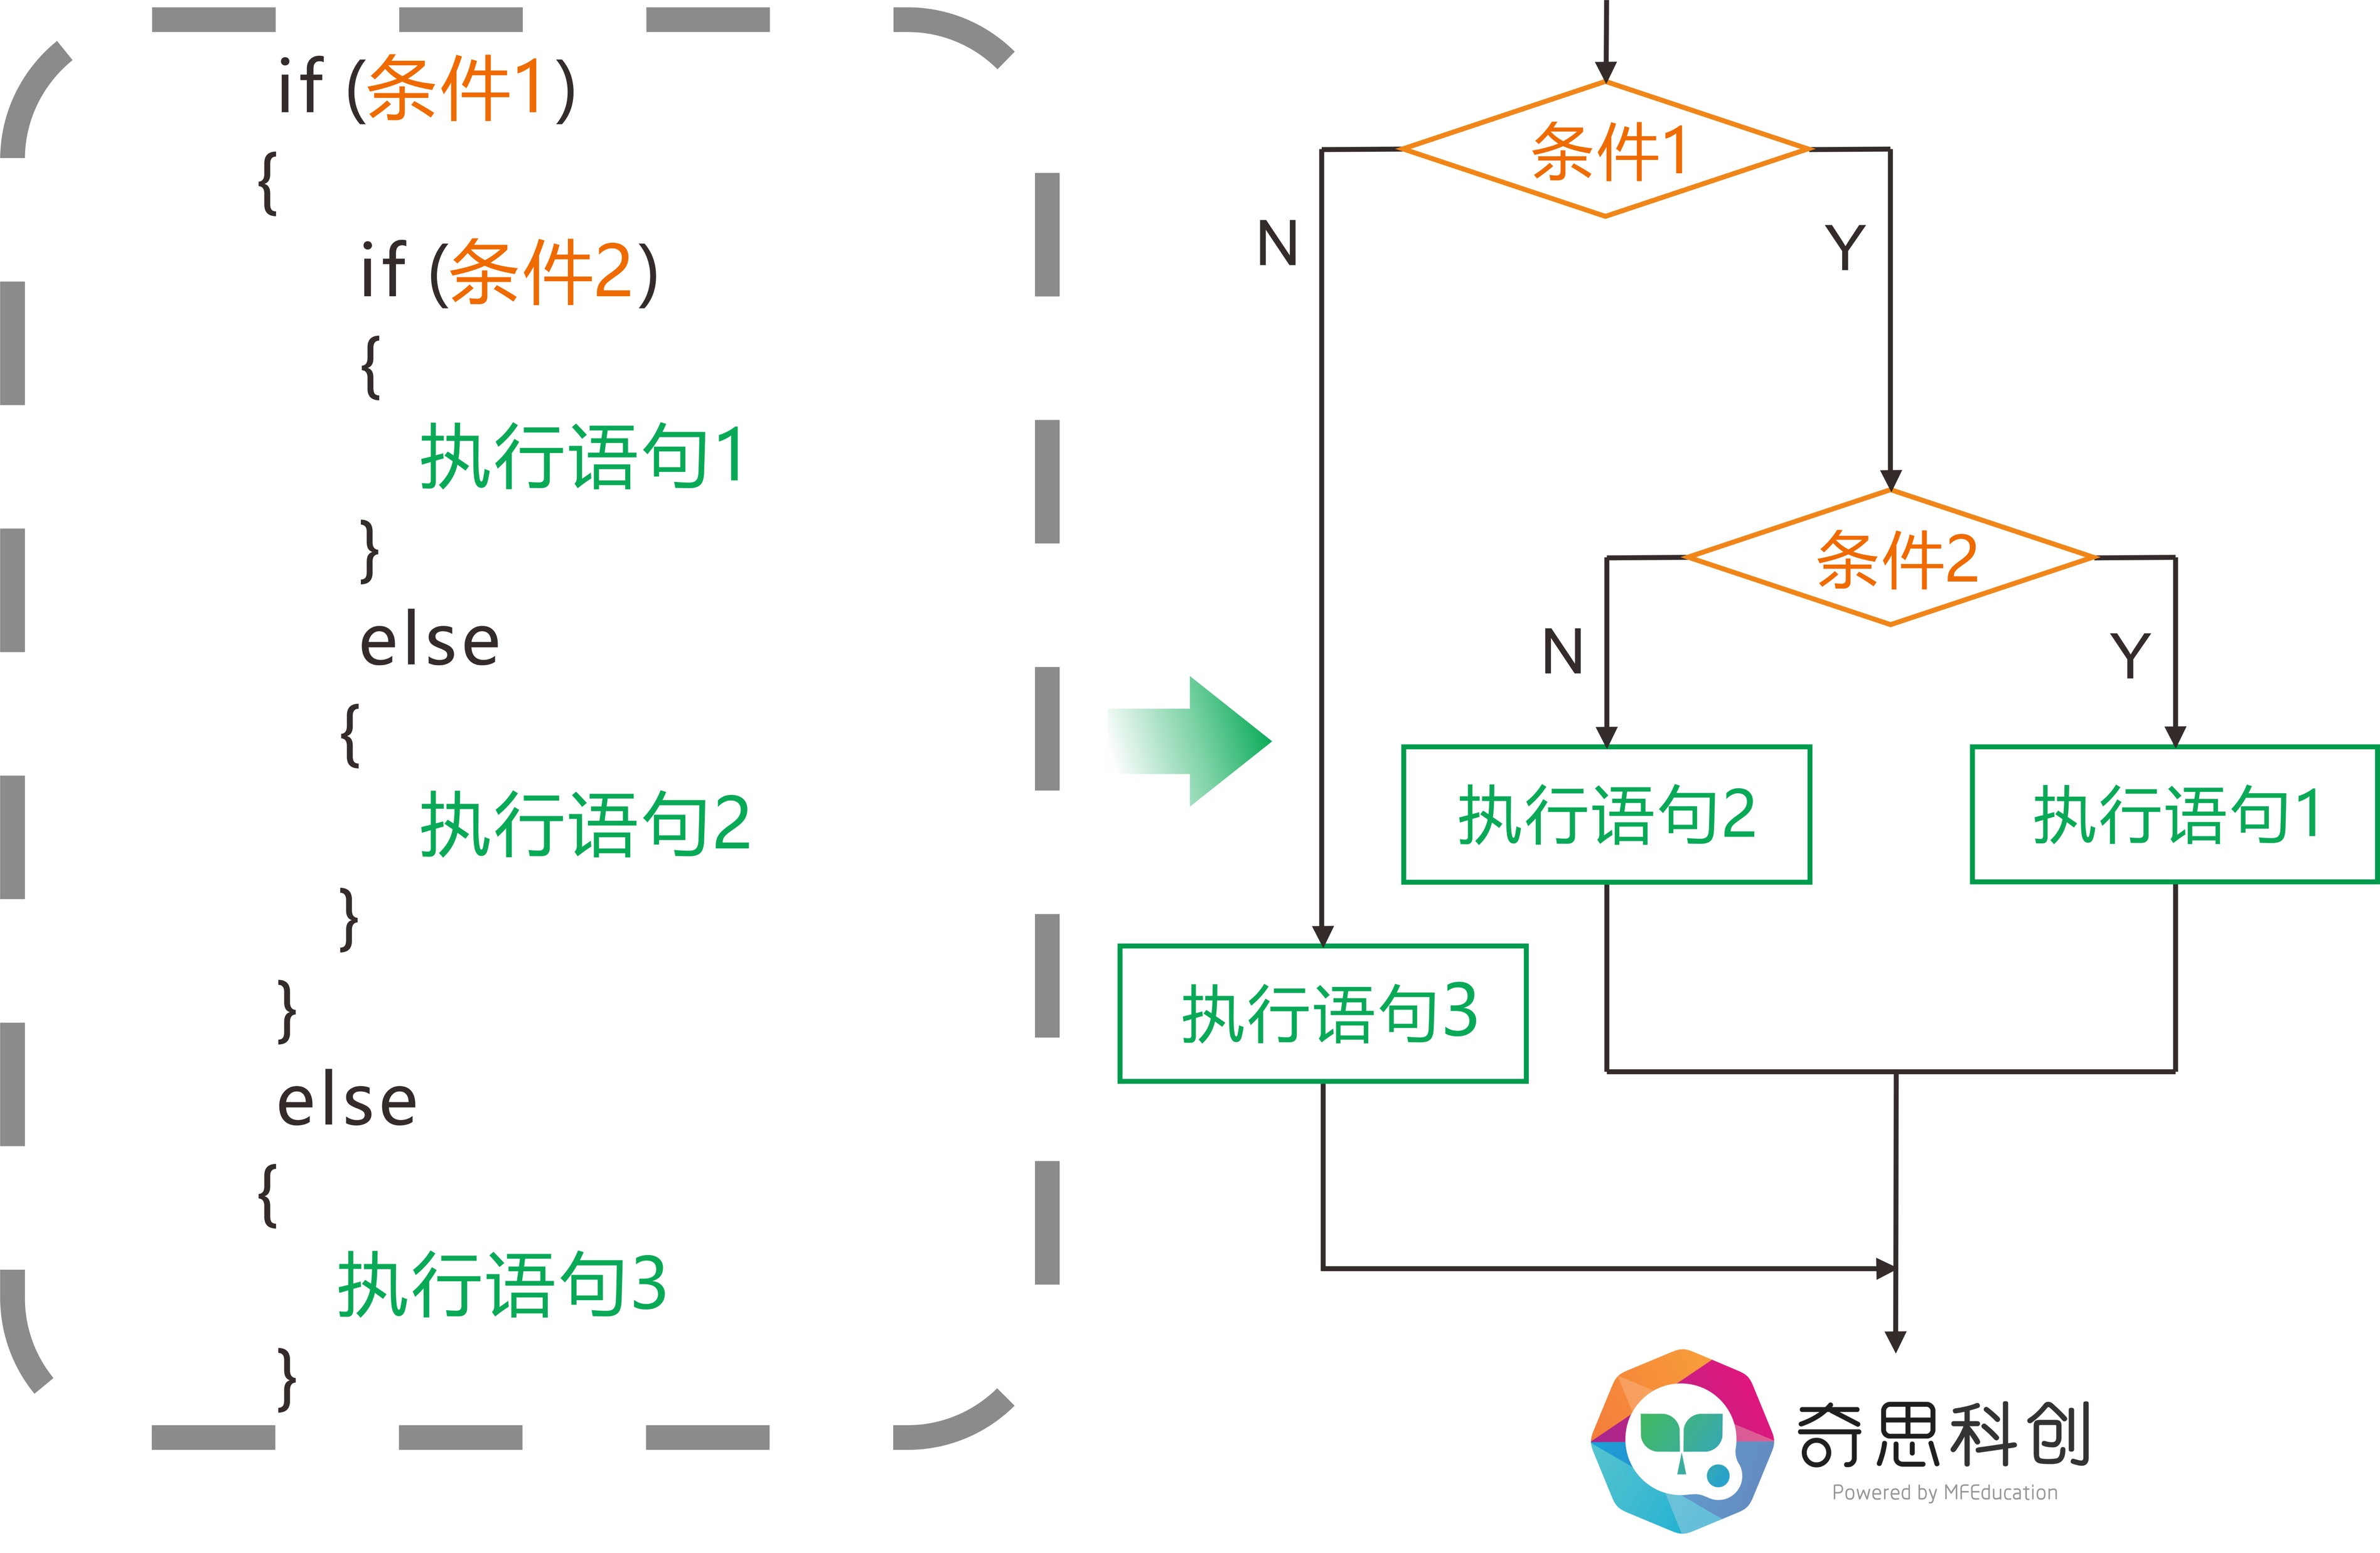 if (条件1)
{
if (条件2)
{
执行语句1
}
else
{
执行语句2
}
}
else
{
执行语句3
}
条件1
N
Y
条件2
N
Y
执行语句2
执行语句1
执行语句3
奇思科创
Powered by MFEducation